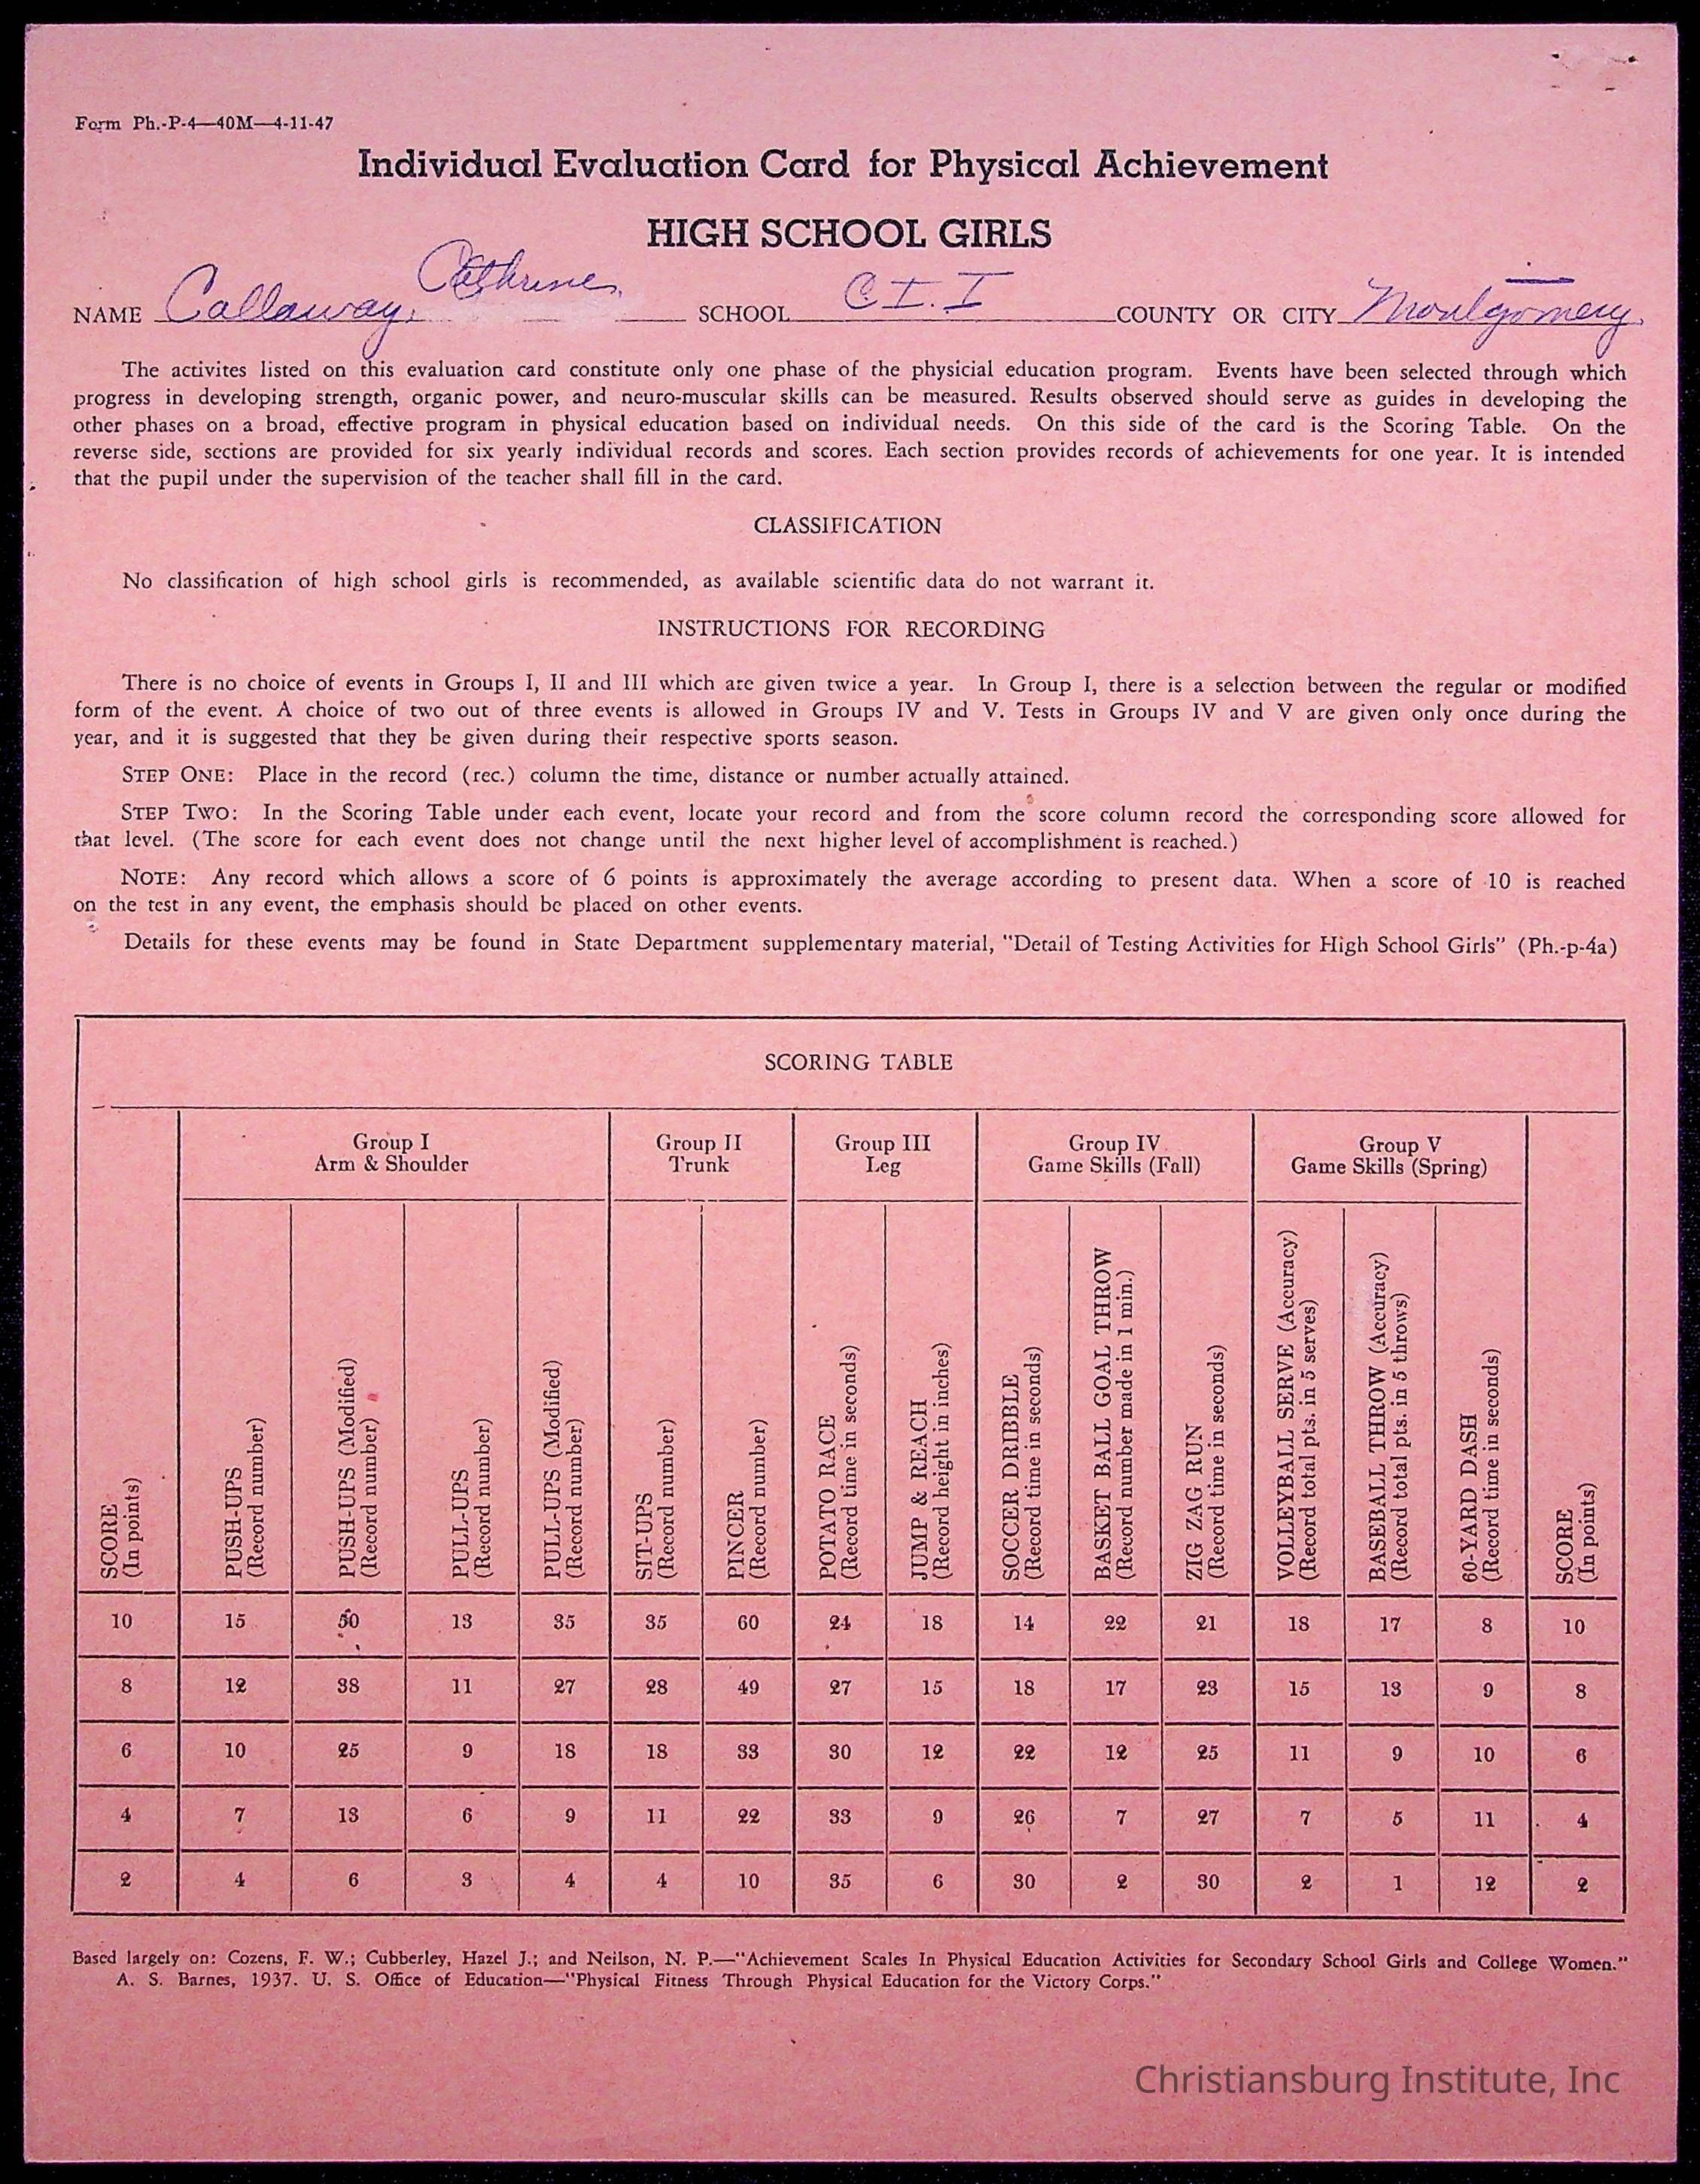 Form Ph.-P-4—40M—4-11-47
Individual Evaluation Card for Physical Achievement
HIGH SCHOOL GIRLS
NAME Callaway, Cathrine SCHOOL C I. I COUNTY OR CITY Montgomery
The activites listed on this evaluation card constitute only one phase of the physicial education program. Events have been selected through which
progress in developing strength, organic power, and neuro-muscular skills can be measured. Results observed should serve as guides in developing the
other phases on a broad, effective program in physical education based on individual needs. On this side of the card is the Scoring Table. On the
reverse side, sections are provided for six yearly individual records and scores. Each section provides records of achievements for one year. It is intended
that the pupil under the supervision of the teacher shall fill in the card.
CLASSIFICATION
No classification of high school girls is recommended, as available scientific data do not warrant it.
INSTRUCTIONS FOR RECORDING
There is no choice of events in Groups I, II and III which are given twice a year. In Group I, there is a selection between the regular or modified
form of the event. A choice of two out of three events is allowed in Groups IV and V. Tests in Groups IV and V are given only once during the
year, and it is suggested that they be given during their respective sports season.
STEP ONE: Place in the record (rec.) column the time, distance or number actually attained.
STEP TWO: In the Scoring Table under each event, locate your record and from the score column record the corresponding score allowed for
that level. (The score for each event does not change until the next higher level of accomplishment is reached.)
NOTE: Any record which allows a score of 6 points is approximately the average according to present data. When a score of 10 is reached
on the test in any event, the emphasis should be placed on other events.
Details for these events may be found in State Department supplementary material, "Detail of Testing Activities for High School Girls" (Ph.-p-4a)
SCORING TABLE
Group I Group II Group III Group IV Group V
Arm & Shoulder Trunk Leg Game Skills (Fall) Game Skills (Spring)
SCORE
(In points)
PUSH-UPS
(Record number)
PUSH-UPS (Modified)
(Record number)
PULL-UPS
(Record number)
PULL-UPS (Modified)
(Record number)
SIT-UPS
(Record number)
PINCER
(Record number)
POTATO RACE
(Record time in seconds)
JUMP & REACH
(Record height in inches)
SOCCER DRIBBLE
(Record time in seconds)
BASKET BALL GOAL THROW
(Record number made in 1 min.)
ZIG ZAG RUN
(Record time in seconds)
VOLLEYBALL SERVE (Accuracy)
(Record total pts. in 5 serves)
BASEBALL THROW (Accuracy)
(Record total pts. in 5 throws)
60-YARD DASH
(Record time in seconds)
SCORE
(In points)
10 15 50 13 35 35 60 24 18 14 22 21 18 17 8 10
8 12 38 11 27 28 49 27 15 18 17 23 15 13 9 8
6 10 25 9 18 18 33 30 12 22 12 25 11 9 10 6
4 7 13 6 9 11 22 33 9 26 7 27 7 5 11 4
2 4 6 3 4 4 10 35 6 30 2 30 2 1 12 2
Based largely on: Cozens, F. W.; Cubberley, Hazel J.; and Neilson, N. P.—"Achievement Scales In Physical Education Activities for Secondary School Girls and College Women."
A. S. Barnes, 1937. U. S. Office of Education—"Physical Fitness Through Physical Education for the Victory Corps."
Christiansburg Institute, Inc